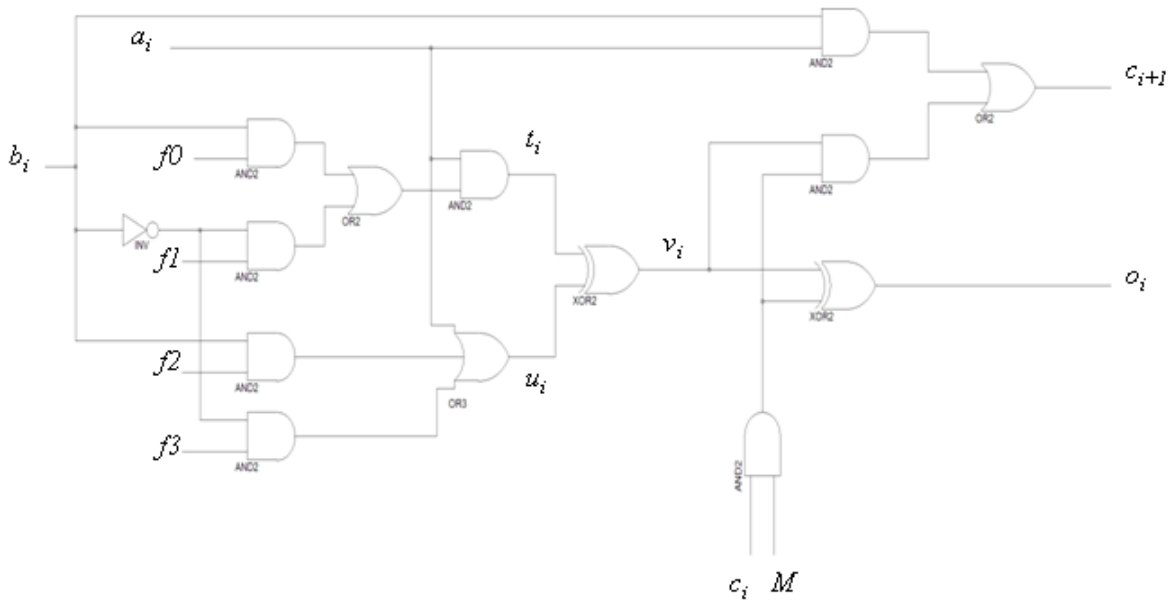 a_i
AND2
c_{i+1}
OR2
b_i
f0
AND2
t_i
OR2
AND2
AND2
INV
f1
AND2
v_i
XOR2
XOR2
o_i
f2
AND2
u_i
OR3
f3
AND2
AND2
c_i M